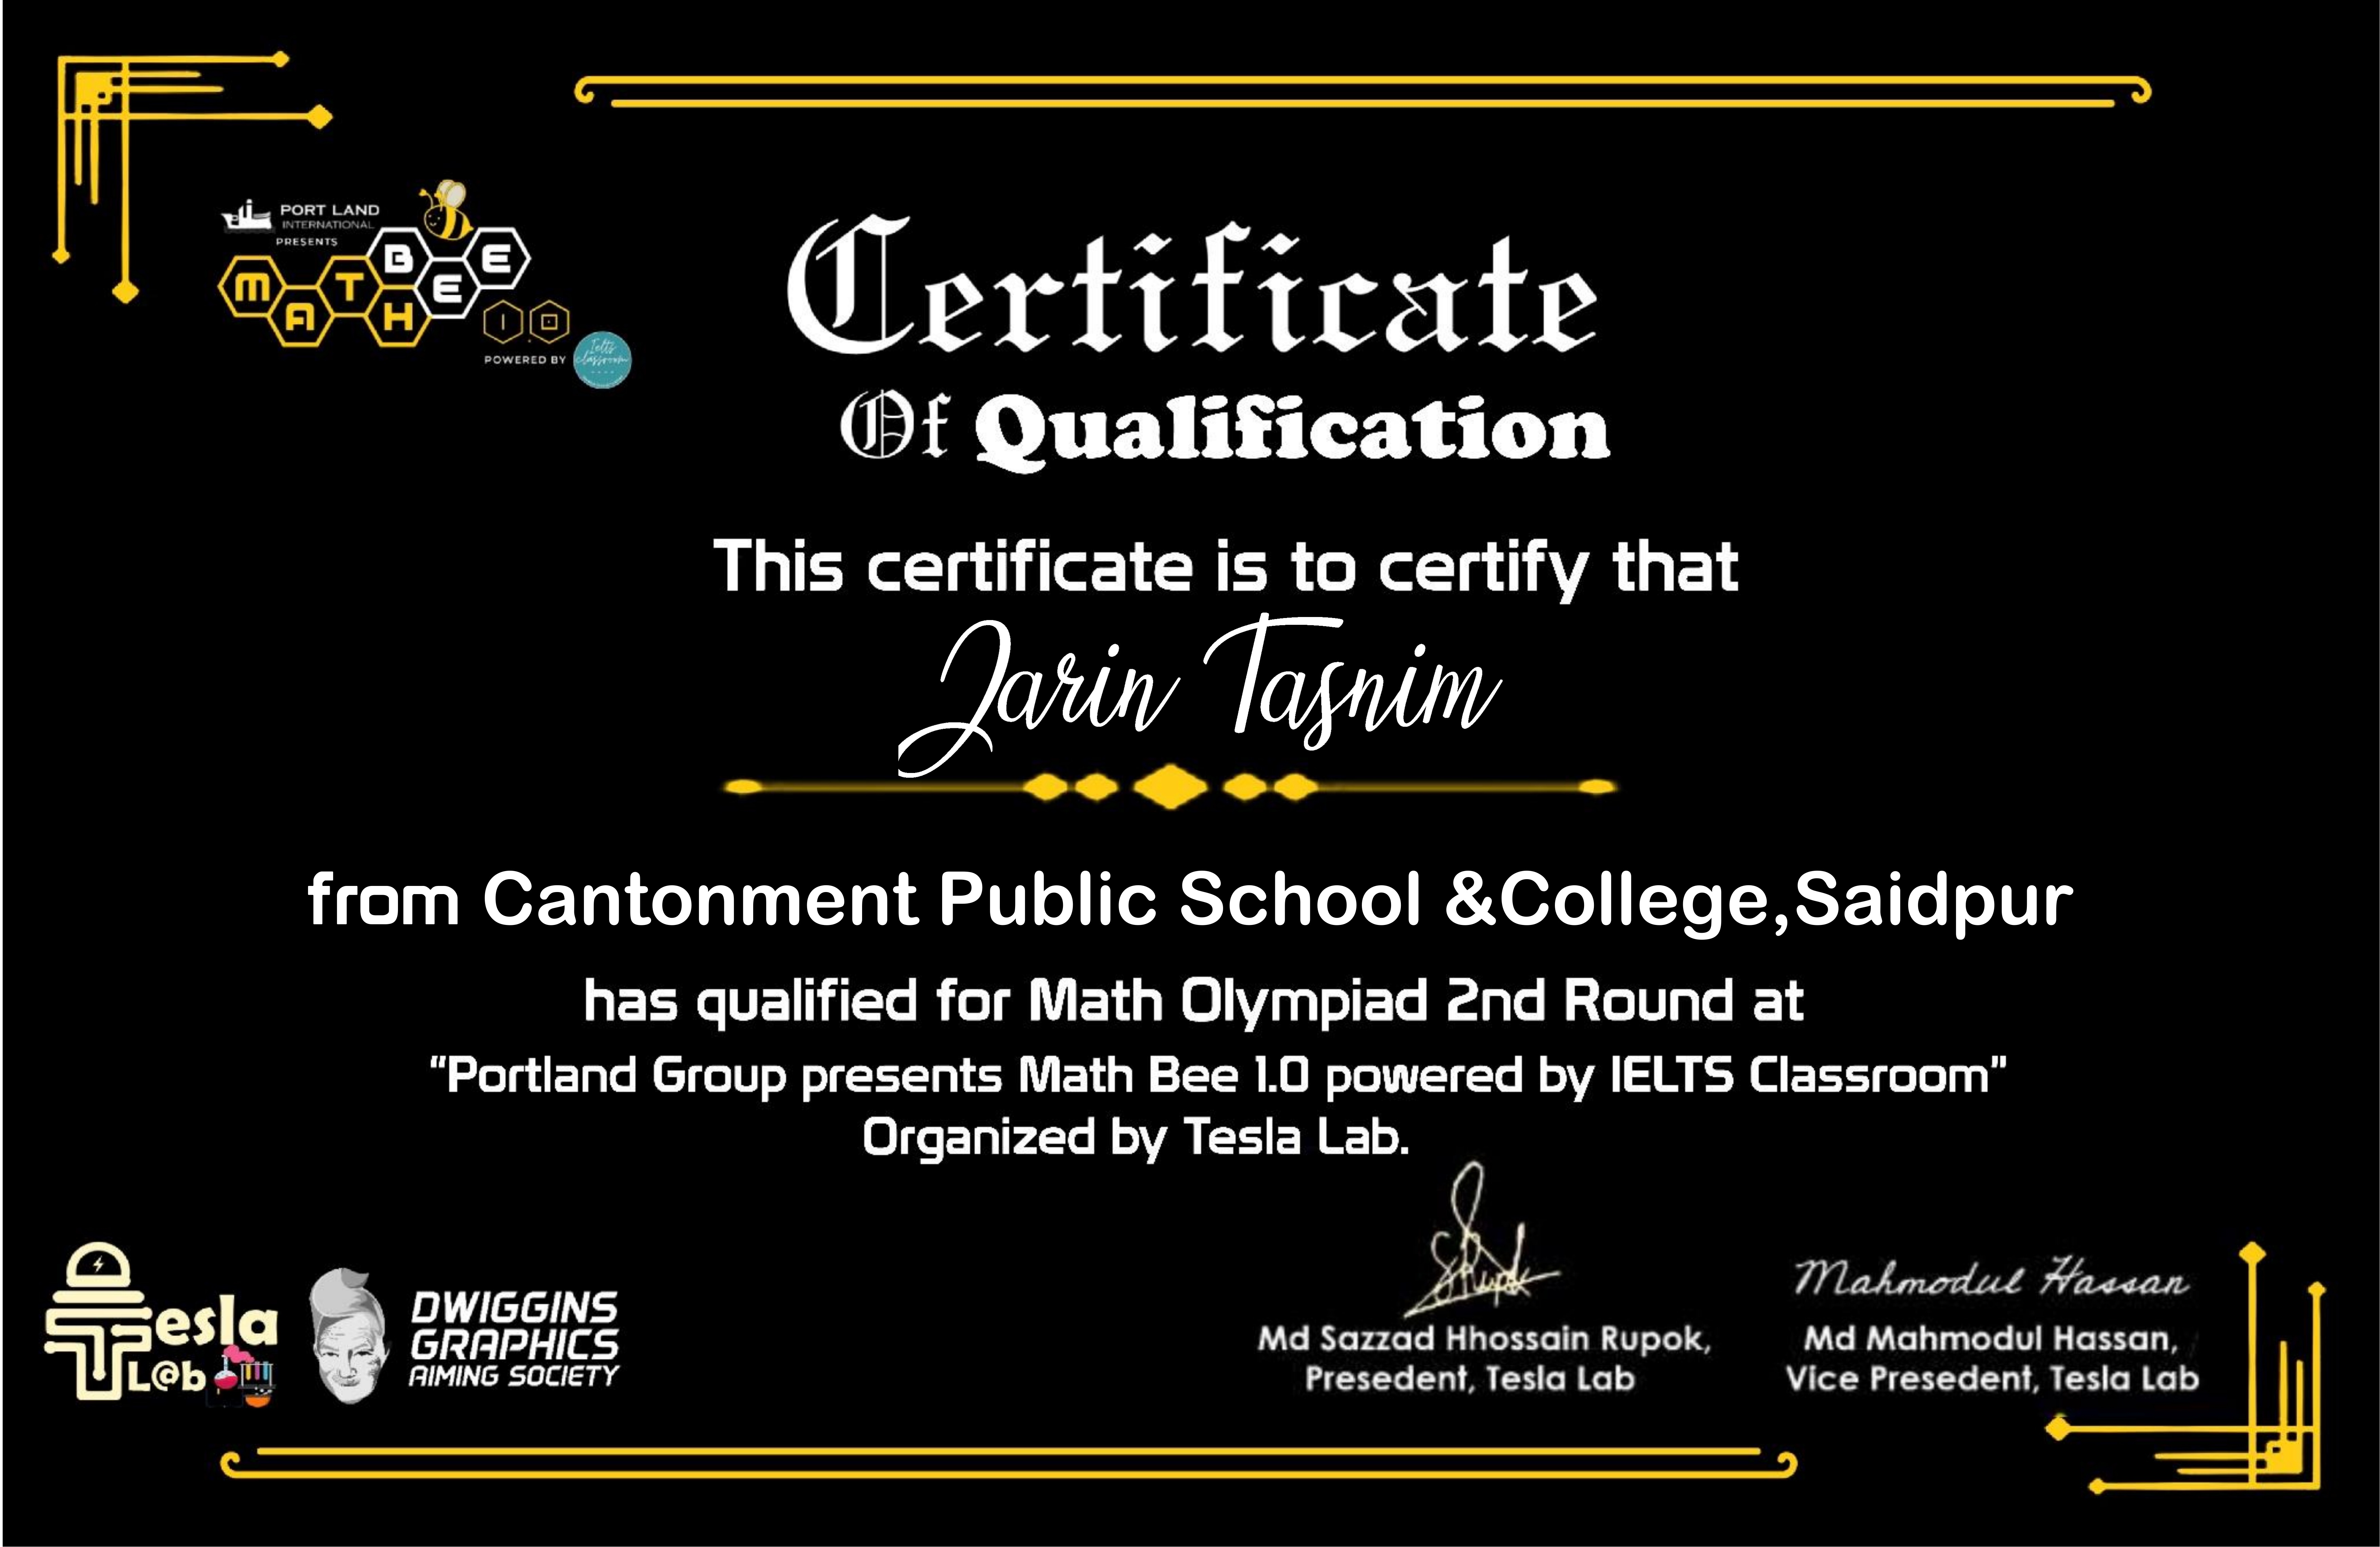 PORT LAND
INTERNATIONAL
PRESENTS
MATH BEE
1.0
POWERED BY
Ielts
classroom
Certificate
Of Qualification
This certificate is to certify that
Jarin Tasnim
from Cantonment Public School &College,Saidpur
has qualified for Math Olympiad 2nd Round at
“Portland Group presents Math Bee 1.0 powered by IELTS Classroom”
Organized by Tesla Lab.
Tesla
L@b
DWIGGINS
GRAPHICS
AIMING SOCIETY
Md Sazzad Hhossain Rupok,
Presedent, Tesla Lab
Mahmodul Hassan
Md Mahmodul Hassan,
Vice Presedent, Tesla Lab